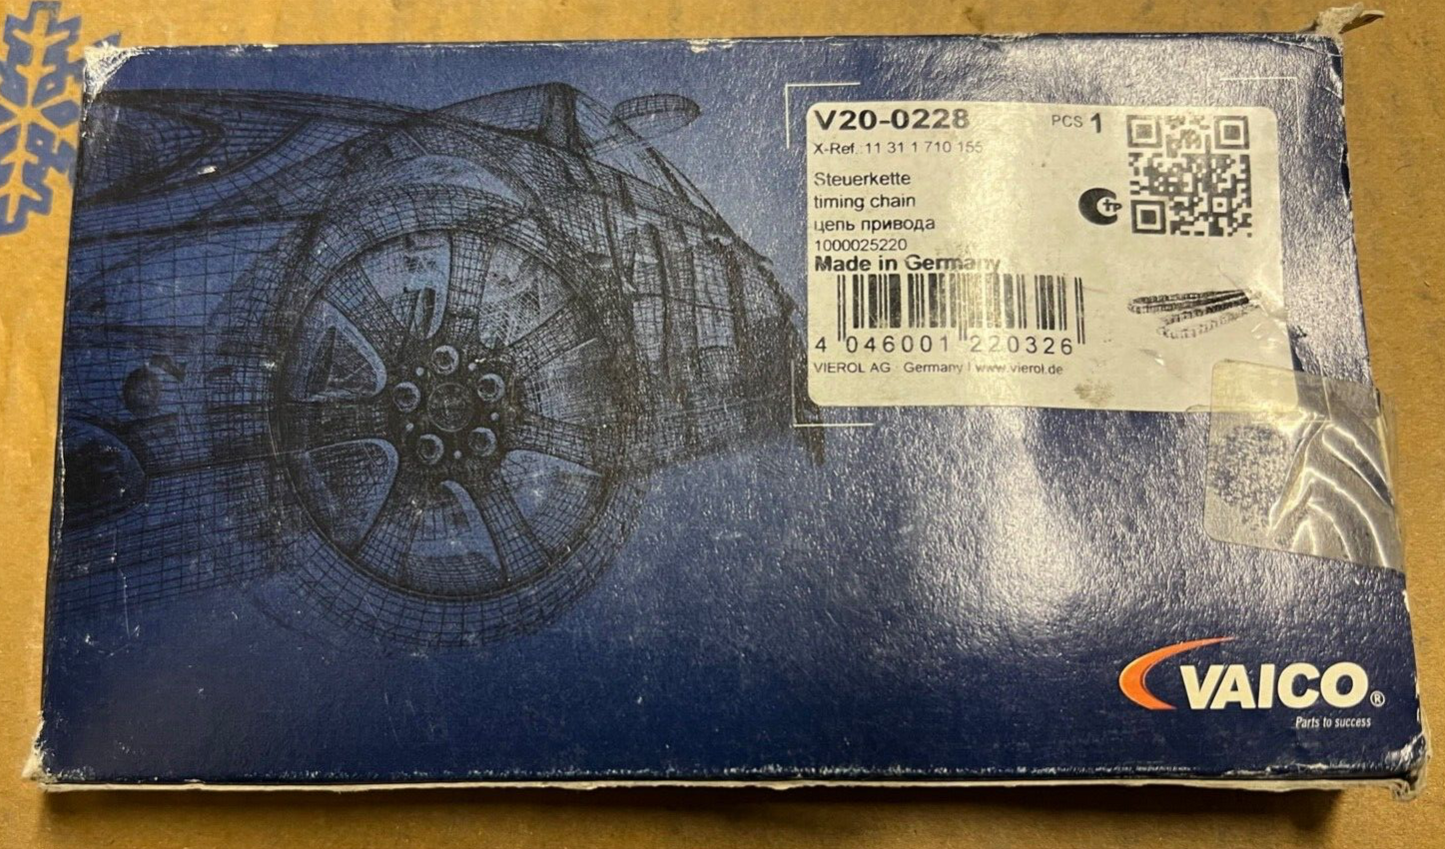 V20-0228 PCS 1
X-Ref.:11 31 1 710 155
Steuerkette
timing chain
цепь привода
1000025220
Made in Germany
4 046001 220326
VIEROL AG · Germany | www.vierol.de
VAICO®
Parts to success